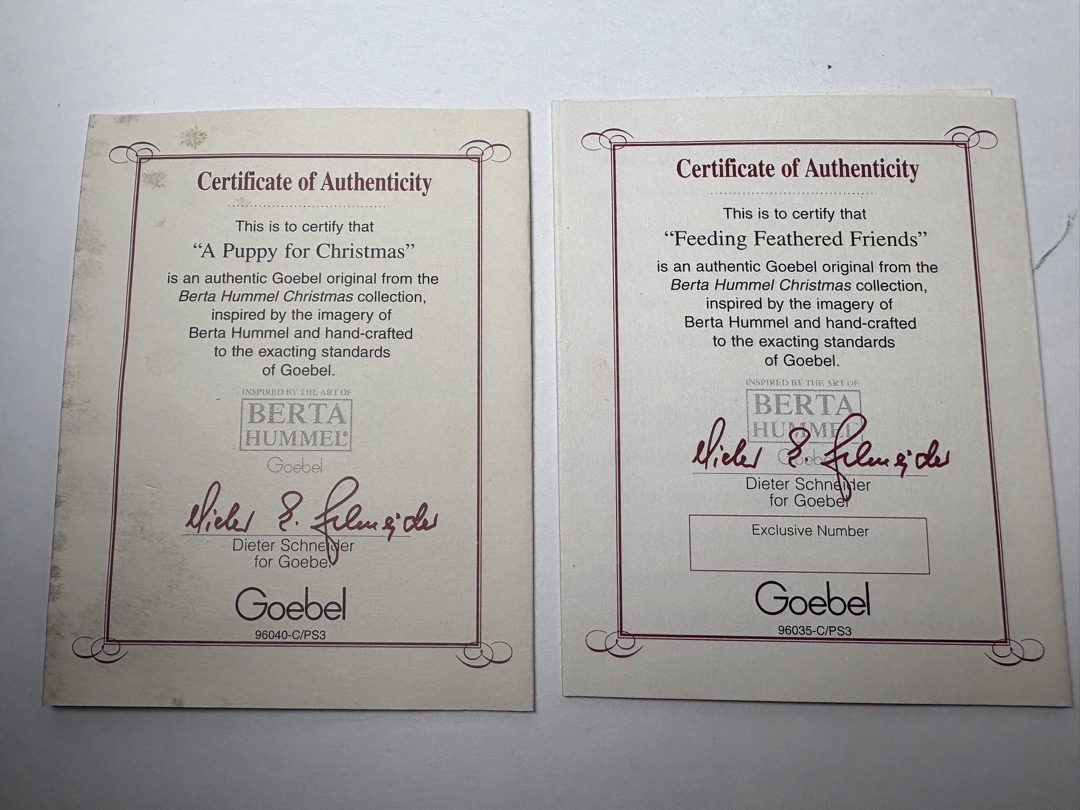 Certificate of Authenticity
This is to certify that
“A Puppy for Christmas”
is an authentic Goebel original from the
Berta Hummel Christmas collection,
inspired by the imagery of
Berta Hummel and hand-crafted
to the exacting standards
of Goebel.
INSPIRED BY THE ART OF
BERTA
HUMMEL®
Goebel
Dieter E. Schneider
Dieter Schneider
for Goebel
Goebel
96040-C/PS3
Certificate of Authenticity
This is to certify that
“Feeding Feathered Friends”
is an authentic Goebel original from the
Berta Hummel Christmas collection,
inspired by the imagery of
Berta Hummel and hand-crafted
to the exacting standards
of Goebel.
INSPIRED BY THE ART OF
BERTA
HUMMEL
Goebel
Dieter E. Schneider
Dieter Schneider
for Goebel
Exclusive Number
Goebel
96035-C/PS3